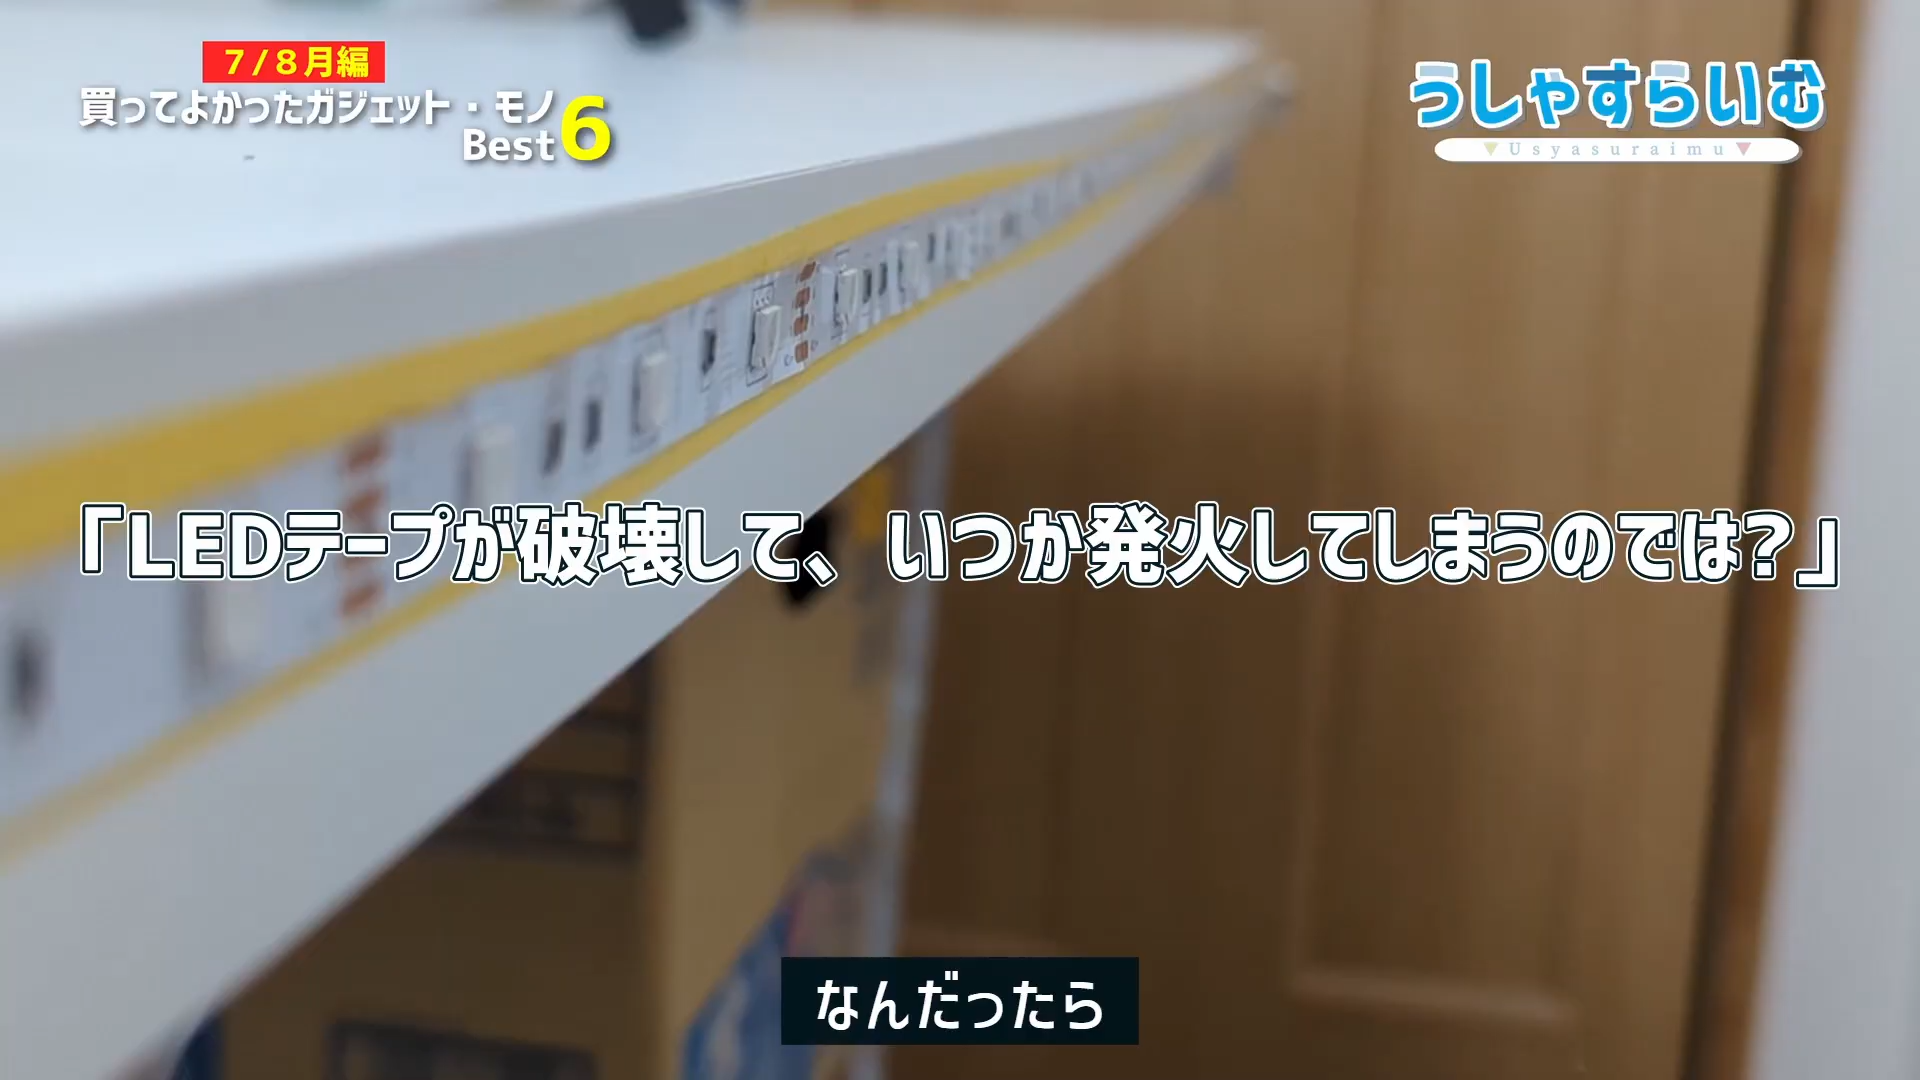 7/8月編
買ってよかったガジェット・モノ
Best6
うしゃすらいむ
Usyasuraimu
「LEDテープが破壊して、いつか発火してしまうのでは?」
なんだったら